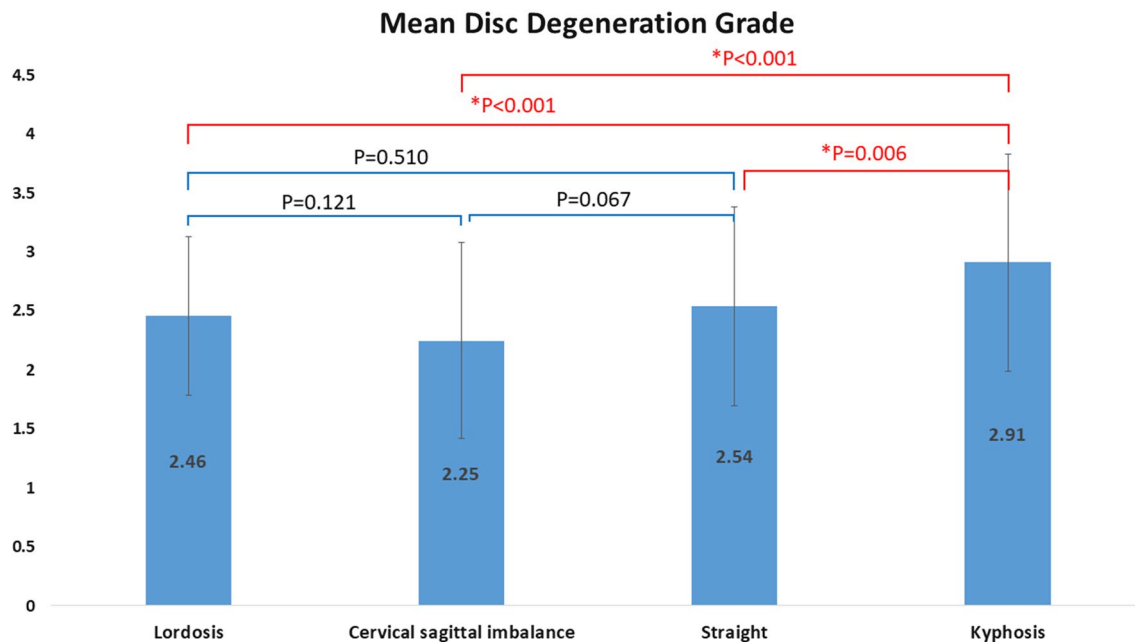 Mean Disc Degeneration Grade
4.5
*P<0.001
4
*P<0.001
P=0.510
*P=0.006
3.5
P=0.121
P=0.067
3
2.5
2
1.5
2.46
2.25
2.54
2.91
1
0.5
0
Lordosis
Cervical sagittal imbalance
Straight
Kyphosis